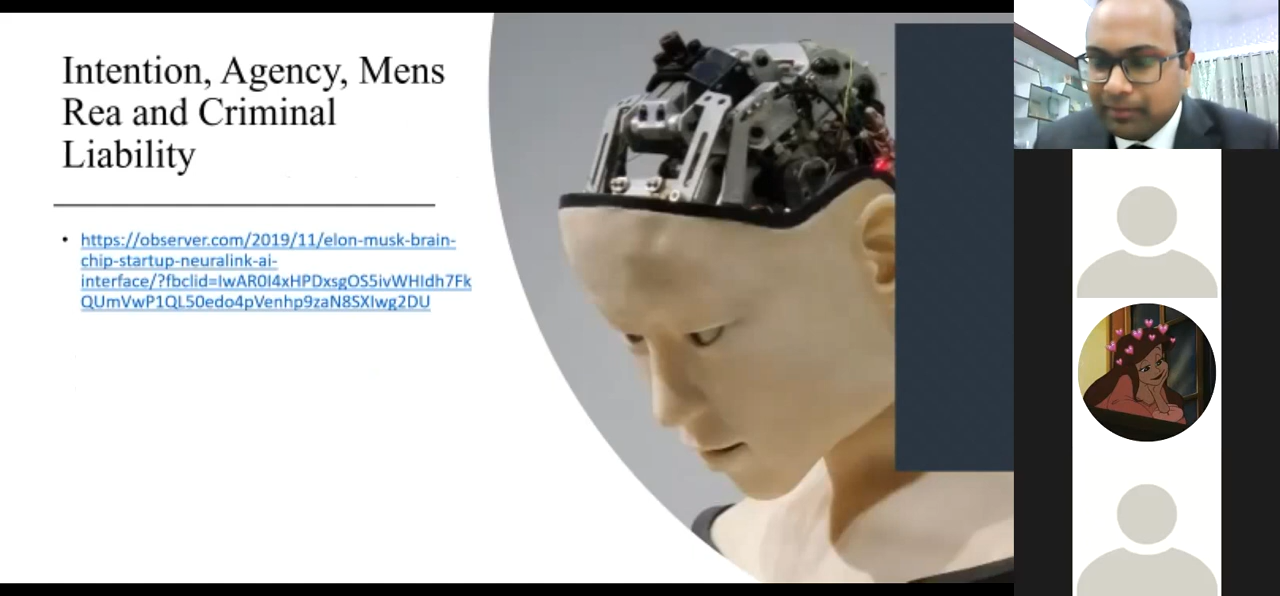 Intention, Agency, Mens
Rea and Criminal
Liability
• https://observer.com/2019/11/elon-musk-brain-
chip-startup-neuralink-ai-
interface/?fbclid=IwAR0I4xHPDxsgOS5ivWHIdh7Fk
QUmVwP1QL50edo4pVenhp9zaN8SXIwg2DU